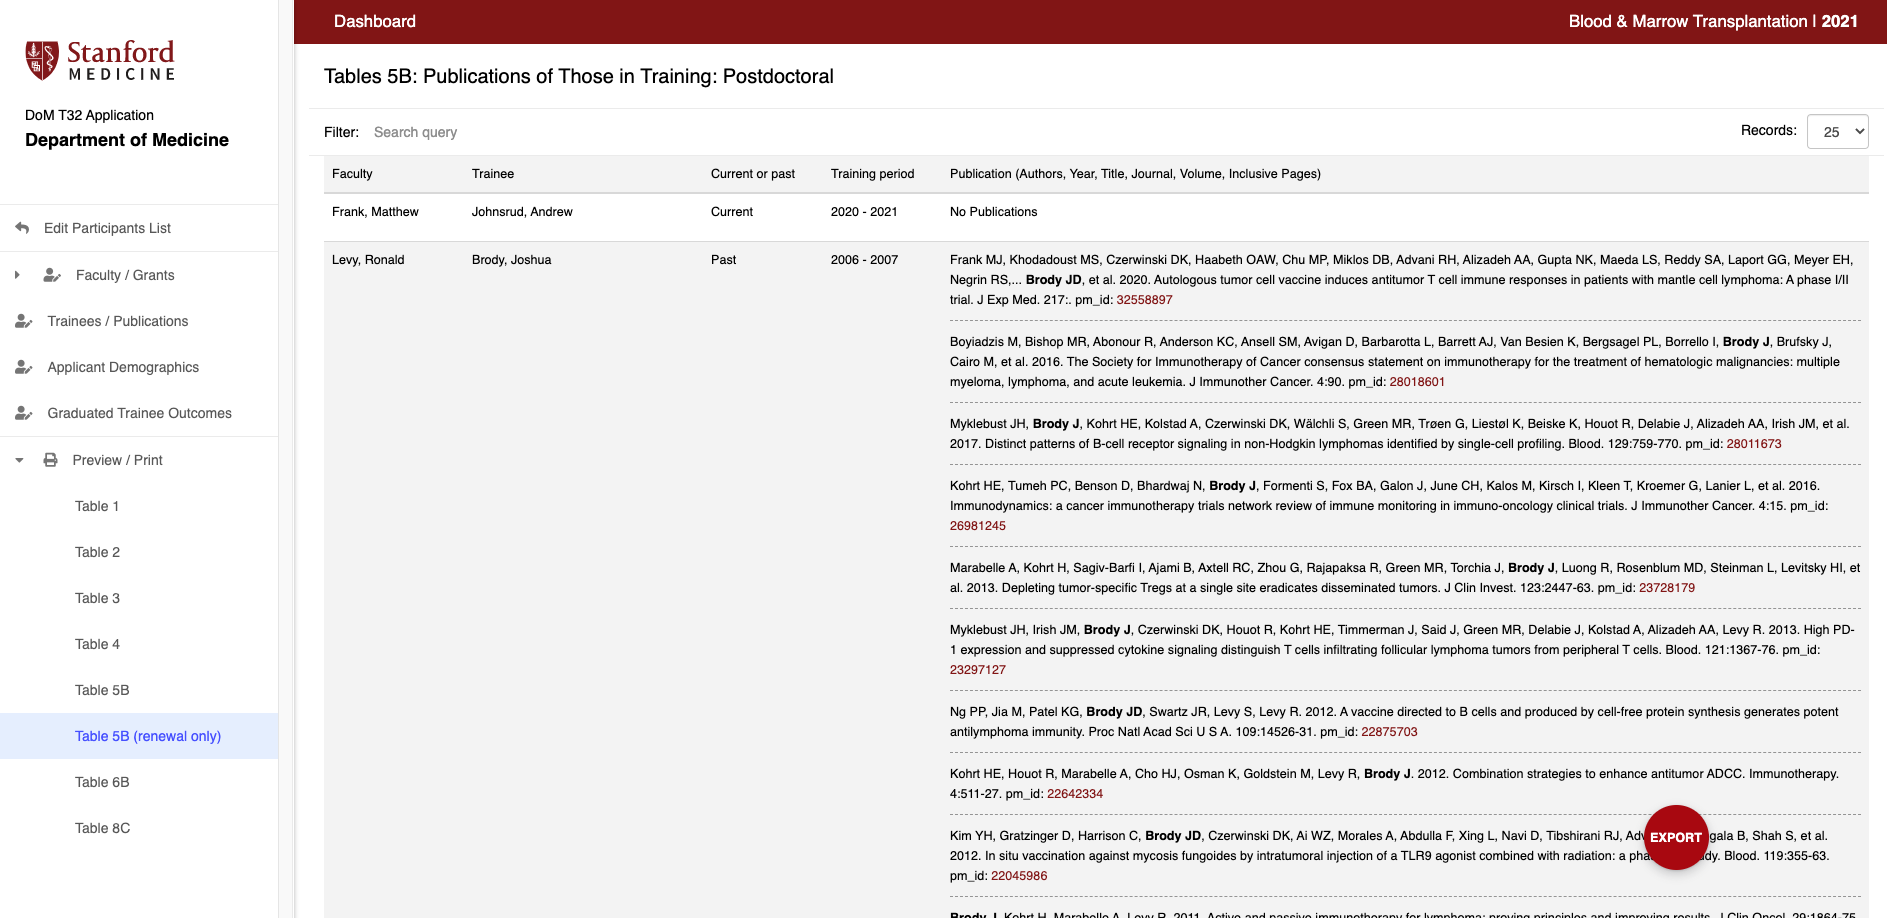 Stanford
MEDICINE
DoM T32 Application
Department of Medicine
Edit Participants List
Faculty / Grants
Trainees / Publications
Applicant Demographics
Graduated Trainee Outcomes
Preview / Print
Table 1
Table 2
Table 3
Table 4
Table 5B
Table 5B (renewal only)
Table 6B
Table 8C
Dashboard
Blood & Marrow Transplantation | 2021
Tables 5B: Publications of Those in Training: Postdoctoral
Filter: Search query
Records: 25
Faculty Trainee Current or past Training period Publication (Authors, Year, Title, Journal, Volume, Inclusive Pages)
Frank, Matthew Johnsrud, Andrew Current 2020 - 2021 No Publications
Levy, Ronald Brody, Joshua Past 2006 - 2007 Frank MJ, Khodadoust MS, Czerwinski DK, Haabeth OAW, Chu MP, Miklos DB, Advani RH, Alizadeh AA, Gupta NK, Maeda LS, Reddy SA, Laport GG, Meyer EH,
Negrin RS,... Brody JD, et al. 2020. Autologous tumor cell vaccine induces antitumor T cell immune responses in patients with mantle cell lymphoma: A phase I/II
trial. J Exp Med. 217:. pm_id: 32558897
Boyiadzis M, Bishop MR, Abonour R, Anderson KC, Ansell SM, Avigan D, Barbarotta L, Barrett AJ, Van Besien K, Bergsagel PL, Borrello I, Brody J, Brufsky J,
Cairo M, et al. 2016. The Society for Immunotherapy of Cancer consensus statement on immunotherapy for the treatment of hematologic malignancies: multiple
myeloma, lymphoma, and acute leukemia. J Immunother Cancer. 4:90. pm_id: 28018601
Myklebust JH, Brody J, Kohrt HE, Kolstad A, Czerwinski DK, Wälchli S, Green MR, Trøen G, Liestøl K, Beiske K, Houot R, Delabie J, Alizadeh AA, Irish JM, et al.
2017. Distinct patterns of B-cell receptor signaling in non-Hodgkin lymphomas identified by single-cell profiling. Blood. 129:759-770. pm_id: 28011673
Kohrt HE, Tumeh PC, Benson D, Bhardwaj N, Brody J, Formenti S, Fox BA, Galon J, June CH, Kalos M, Kirsch I, Kleen T, Kroemer G, Lanier L, et al. 2016.
Immunodynamics: a cancer immunotherapy trials network review of immune monitoring in immuno-oncology clinical trials. J Immunother Cancer. 4:15. pm_id:
26981245
Marabelle A, Kohrt H, Sagiv-Barfi I, Ajami B, Axtell RC, Zhou G, Rajapaksa R, Green MR, Torchia J, Brody J, Luong R, Rosenblum MD, Steinman L, Levitsky HI, et
al. 2013. Depleting tumor-specific Tregs at a single site eradicates disseminated tumors. J Clin Invest. 123:2447-63. pm_id: 23728179
Myklebust JH, Irish JM, Brody J, Czerwinski DK, Houot R, Kohrt HE, Timmerman J, Said J, Green MR, Delabie J, Kolstad A, Alizadeh AA, Levy R. 2013. High PD-
1 expression and suppressed cytokine signaling distinguish T cells infiltrating follicular lymphoma tumors from peripheral T cells. Blood. 121:1367-76. pm_id:
23297127
Ng PP, Jia M, Patel KG, Brody JD, Swartz JR, Levy S, Levy R. 2012. A vaccine directed to B cells and produced by cell-free protein synthesis generates potent
antilymphoma immunity. Proc Natl Acad Sci U S A. 109:14526-31. pm_id: 22875703
Kohrt HE, Houot R, Marabelle A, Cho HJ, Osman K, Goldstein M, Levy R, Brody J. 2012. Combination strategies to enhance antitumor ADCC. Immunotherapy.
4:511-27. pm_id: 22642334
Kim YH, Gratzinger D, Harrison C, Brody JD, Czerwinski DK, Ai WZ, Morales A, Abdulla F, Xing L, Navi D, Tibshirani RJ, B, Shah S, et al.
2012. In situ vaccination against mycosis fungoides by intratumoral injection of a TLR9 agonist combined with radiation: a Blood. 119:355-63.
pm_id: 22045986
EXPORT
Brody J, Kohrt H, Marabelle A, Levy R. 2011. Active and passive immunotherapy for lymphoma: proving principles and improving results. J Clin Oncol. 29:1864-75.